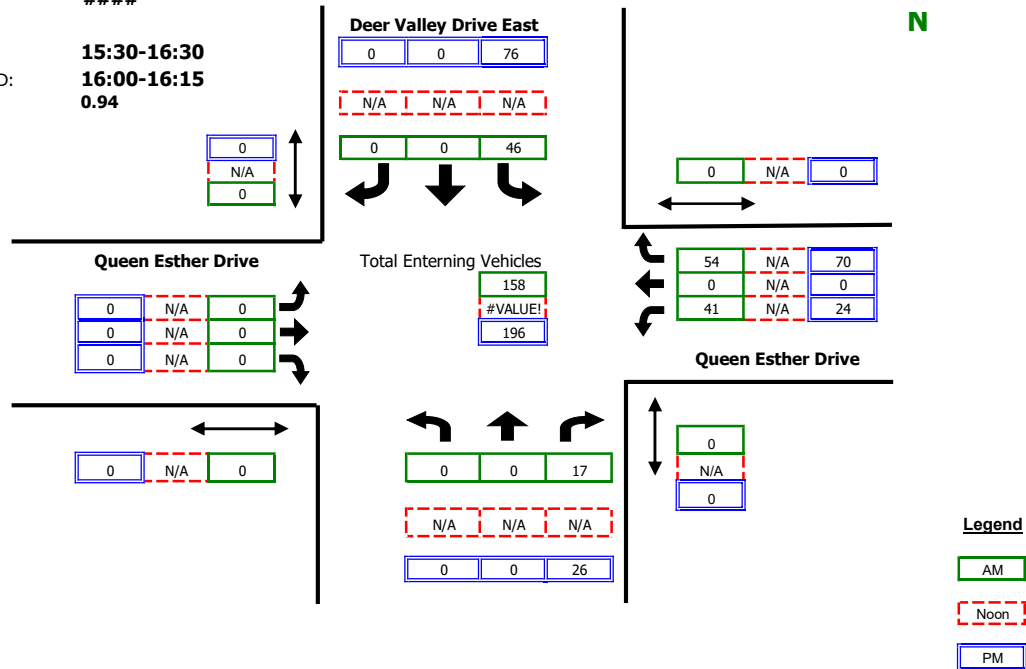 ####
N
Deer Valley Drive East
15:30-16:30
0 0 76
D: 16:00-16:15
0.94
N/A N/A N/A
0
N/A
0
0 0 46
0 N/A 0
Queen Esther Drive
Total Enterning Vehicles
158
#VALUE!
196
54 N/A 70
0 N/A 0
41 N/A 24
0 N/A 0
0 N/A 0
0 N/A 0
Queen Esther Drive
0 N/A 0
0 0 17
N/A N/A N/A
0 0 26
0
N/A
0
Legend
AM
Noon
PM